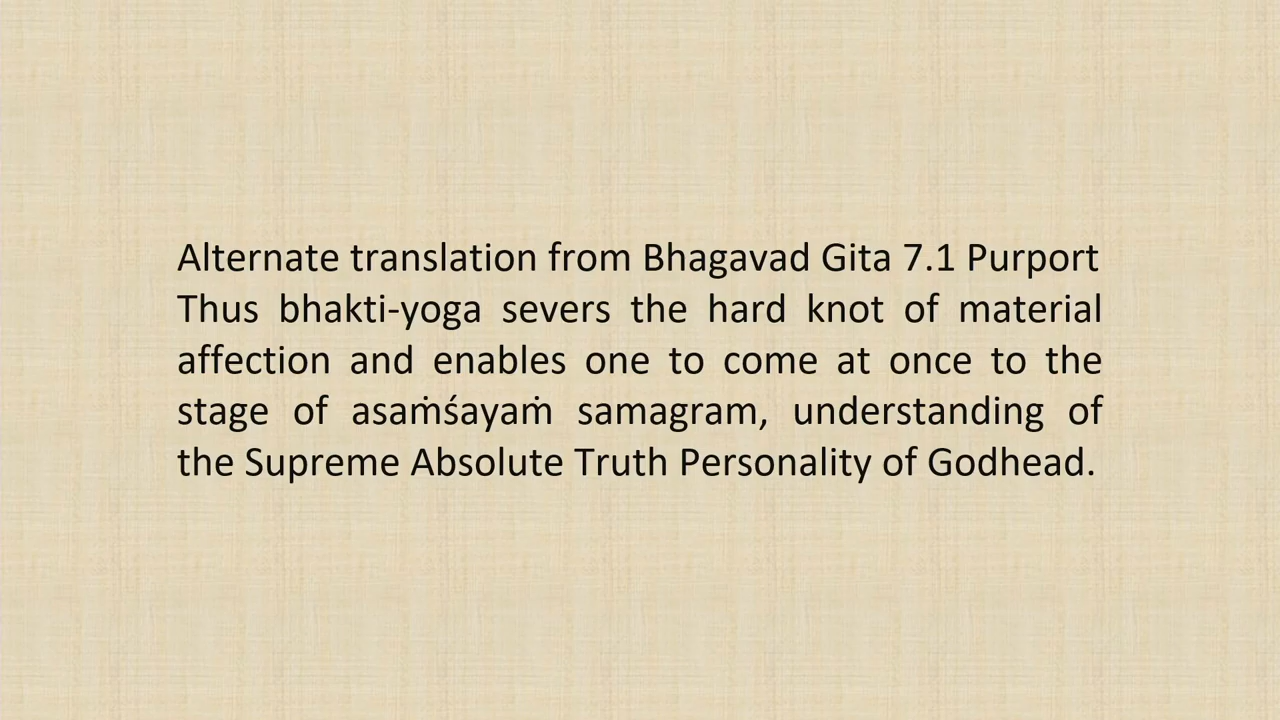 Alternate translation from Bhagavad Gita 7.1 Purport
Thus bhakti-yoga severs the hard knot of material
affection and enables one to come at once to the
stage of asaṁśayaṁ samagram, understanding of
the Supreme Absolute Truth Personality of Godhead.